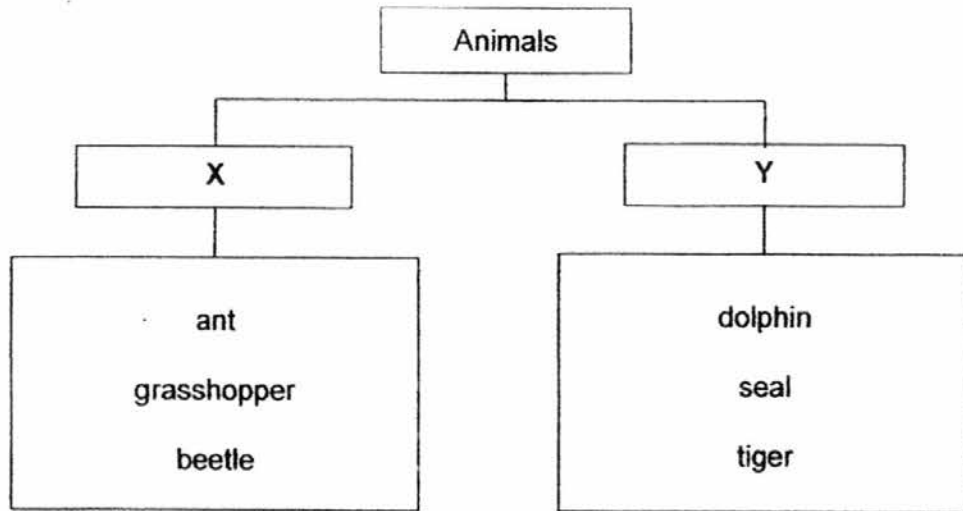 Animals
X
Y
ant
grasshopper
beetle
dolphin
seal
tiger